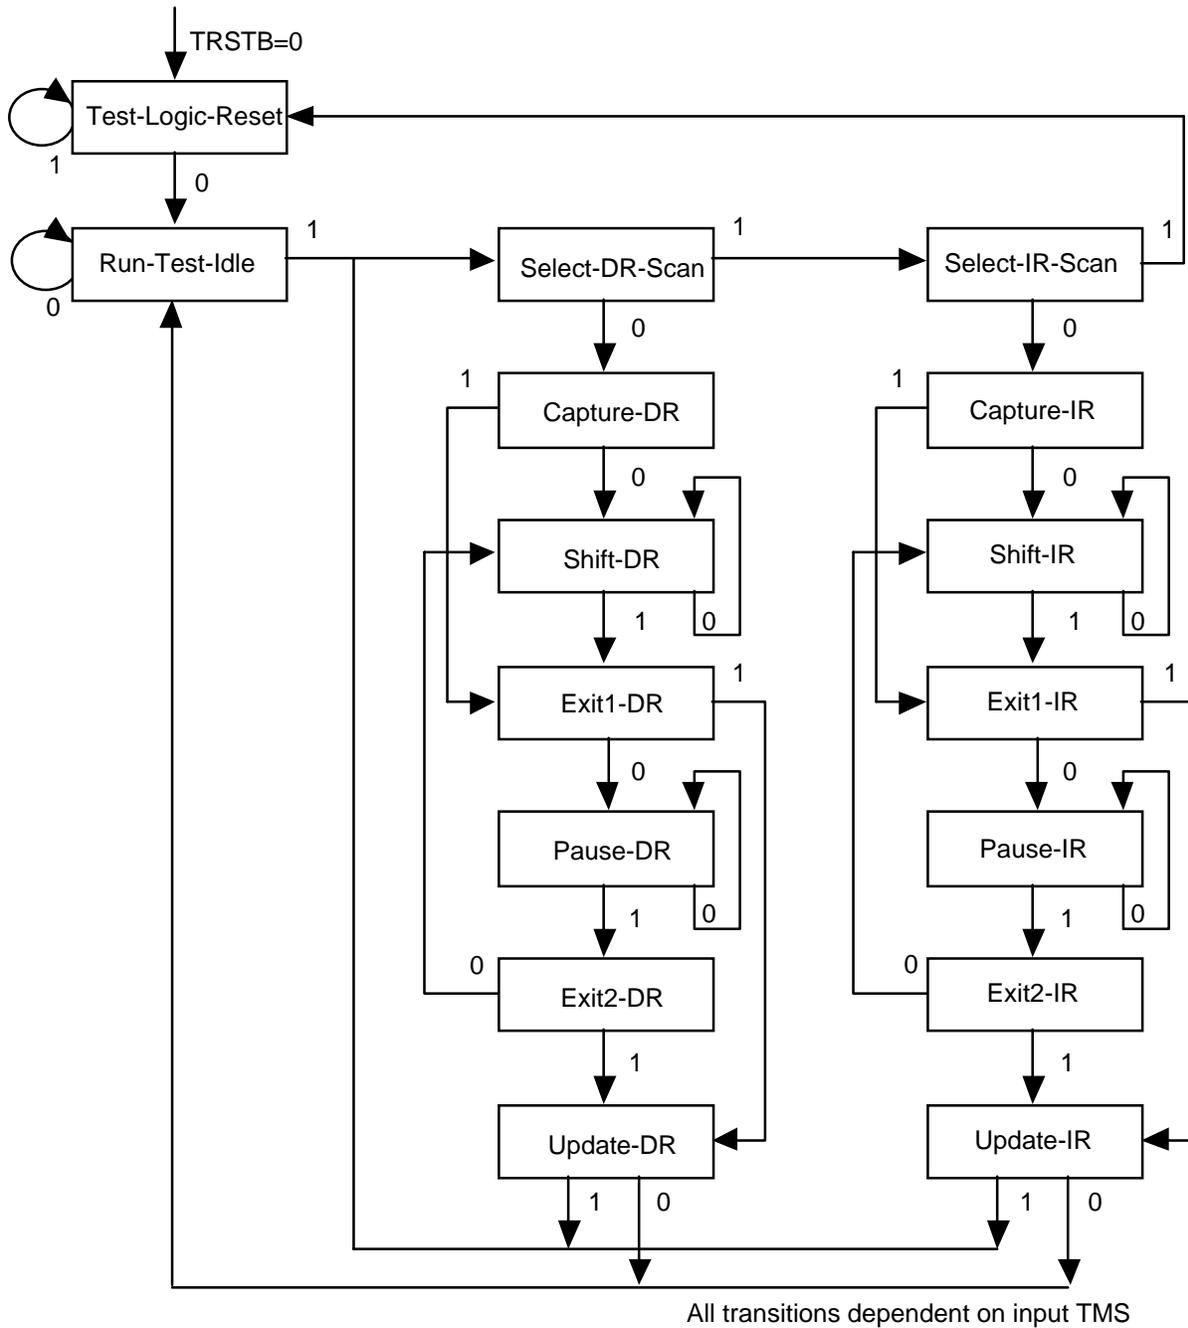 TRSTB=0
Test-Logic-Reset
1
0
1
1
1
Run-Test-Idle
Select-DR-Scan
Select-IR-Scan
0
0
0
1
1
Capture-DR
Capture-IR
0
0
Shift-DR
Shift-IR
1
0
1
0
1
1
Exit1-DR
Exit1-IR
0
0
Pause-DR
Pause-IR
1
0
1
0
0
0
Exit2-DR
Exit2-IR
1
1
Update-DR
Update-IR
1
0
1
0
All transitions dependent on input TMS